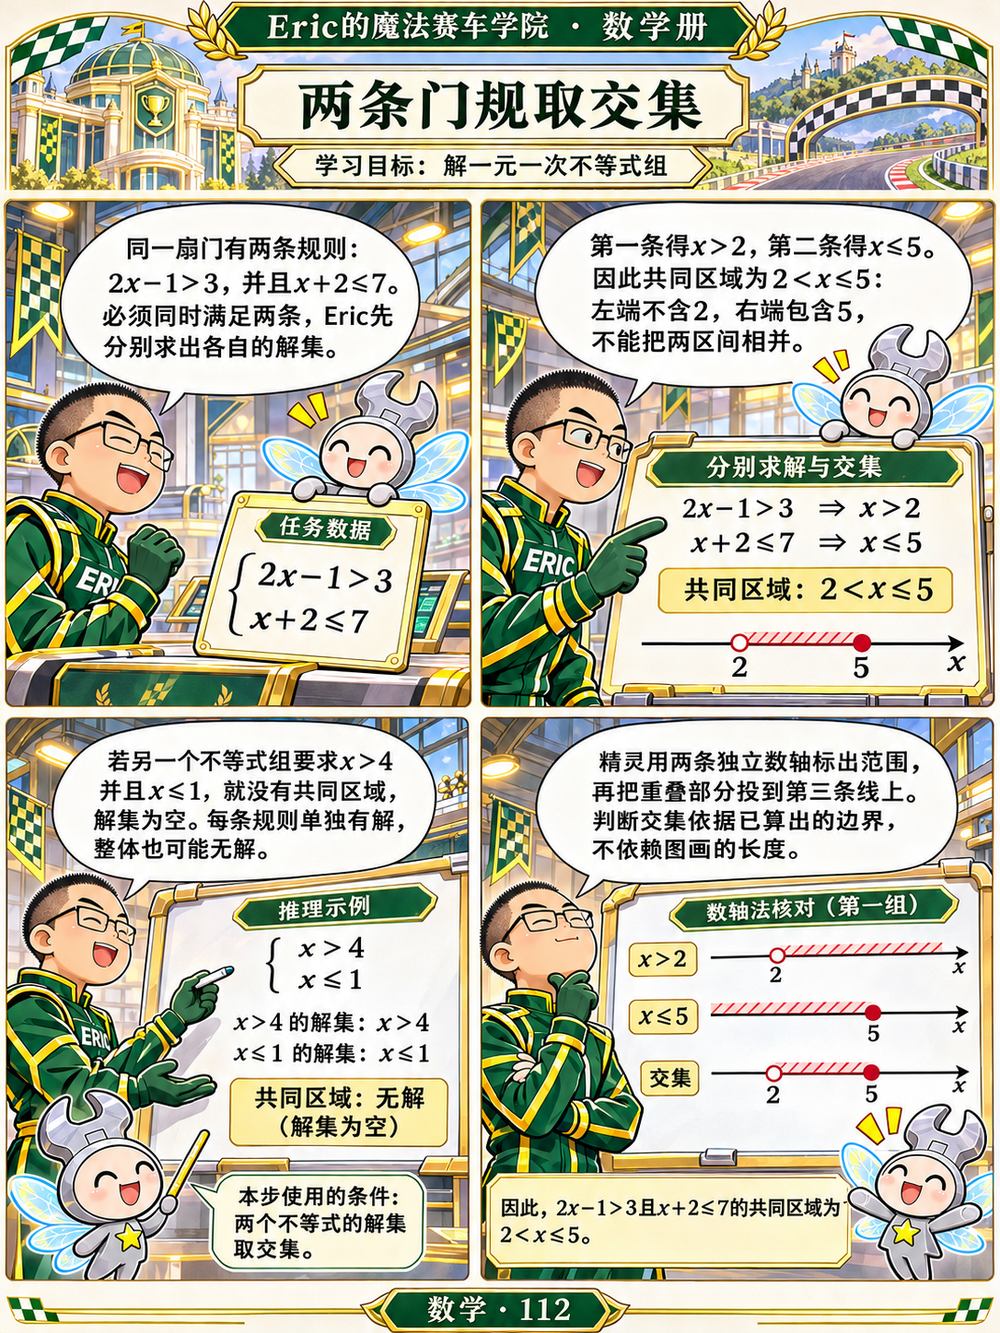 Eric的魔法赛车学院 · 数学册
两条门规取交集
学习目标：解一元一次不等式组
同一扇门有两条规则：
2x−1>3，并且x+2≤7。
必须同时满足两条，Eric先
分别求出各自的解集。
ERIC
任务数据
{ 2x−1>3
x+2≤7
第一条得x>2，第二条得x≤5。
因此共同区域为2<x≤5：
左端不含2，右端包含5，
不能把两区间相并。
ERIC
分别求解与交集
2x−1>3 ⇒ x>2
x+2≤7 ⇒ x≤5
共同区域：2<x≤5
2 5 x
若另一个不等式组要求x>4
并且x≤1，就没有共同区域，
解集为空。每条规则单独有解，
整体也可能无解。
ERIC
推理示例
{ x>4
x≤1
x>4的解集：x>4
x≤1的解集：x≤1
共同区域：无解
（解集为空）
本步使用的条件：
两个不等式的解集
取交集。
精灵用两条独立数轴标出范围，
再把重叠部分投到第三条线上。
判断交集依据已算出的边界，
不依赖图画的长度。
数轴法核对（第一组）
x>2 2 x
x≤5 5 x
交集 2 5 x
因此，2x−1>3且x+2≤7的共同区域为
2<x≤5。
数学 · 112